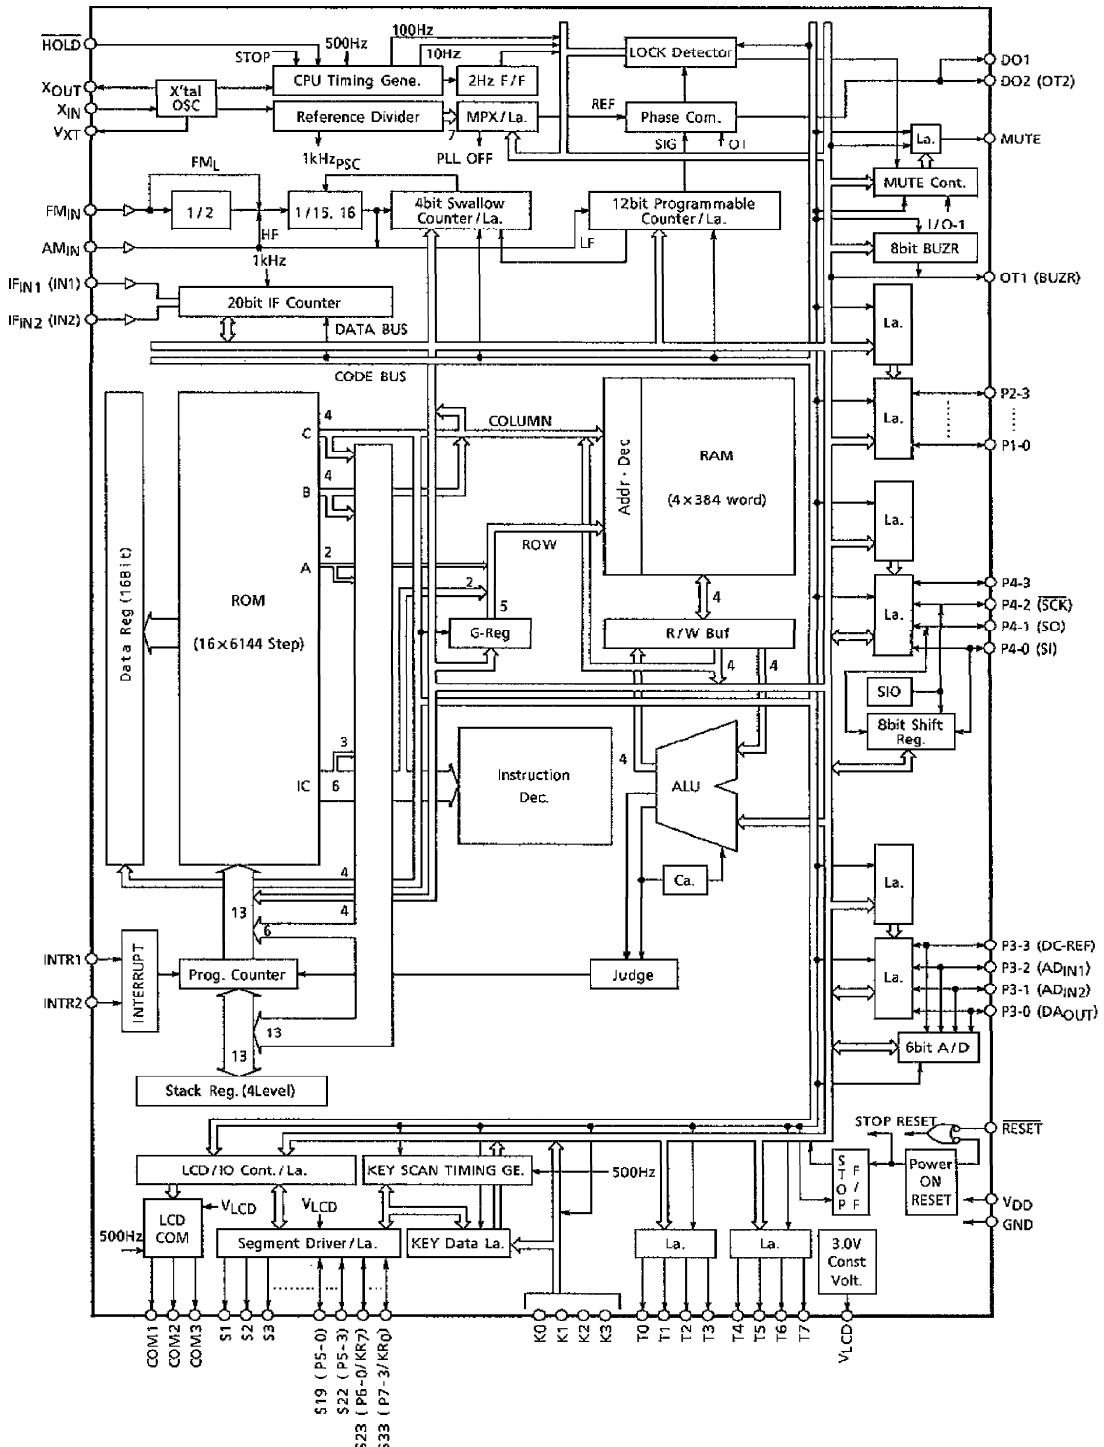 HOLD
XOUT
XIN
VXT
X'tal
OSC
STOP
500Hz
100Hz
10Hz
CPU Timing Gene.
2Hz F/F
LOCK Detector
Reference Divider
7
MPX/La.
REF
Phase Com.
1kHz
PSC
PLL OFF
SIG
OT
DO1
DO2 (OT2)
La.
MUTE
MUTE Cont.
I/O-1
8bit BUZR
OT1 (BUZR)
FML
FMIN
1/2
HF
1/15. 16
4bit Swallow
Counter/La.
LF
12bit Programmable
Counter/La.
AMIN
1kHz
IFIN1 (IN1)
IFIN2 (IN2)
20bit IF Counter
DATA BUS
CODE BUS
La.
La.
P2-3
P1-0
Data Reg (16Bit)
ROM
(16×6144 Step)
4
C
4
B
2
A
3
IC
6
COLUMN
ROW
2
5
G-Reg
Addr·Dec
RAM
(4×384 word)
4
R/W Buf
4
4
La.
La.
P4-3
P4-2 (SCK)
P4-1 (SO)
P4-0 (SI)
SIO
8bit Shift
Reg.
Instruction
Dec.
4
ALU
Ca.
Judge
4
4
13
6
INTR1
INTR2
INTERRUPT
Prog. Counter
13
13
Stack Reg. (4Level)
La.
La.
P3-3 (DC-REF)
P3-2 (ADIN1)
P3-1 (ADIN2)
P3-0 (DAOUT)
6bit A/D
STOP RESET
RESET
STOP
F/F
Power
ON
RESET
VDD
GND
LCD/IO Cont./La.
KEY SCAN TIMING GE.
500Hz
LCD
COM
VLCD
VLCD
500Hz
Segment Driver/La.
KEY Data La.
La.
La.
3.0V
Const
Volt.
COM1
COM2
COM3
S1
S2
S3
S19 (P5-0)
S22 (P5-3)
S23 (P6-0/KR7)
S33 (P7-3/KR0)
K0
K1
K2
K3
T0
T1
T2
T3
T4
T5
T6
T7
VLCD